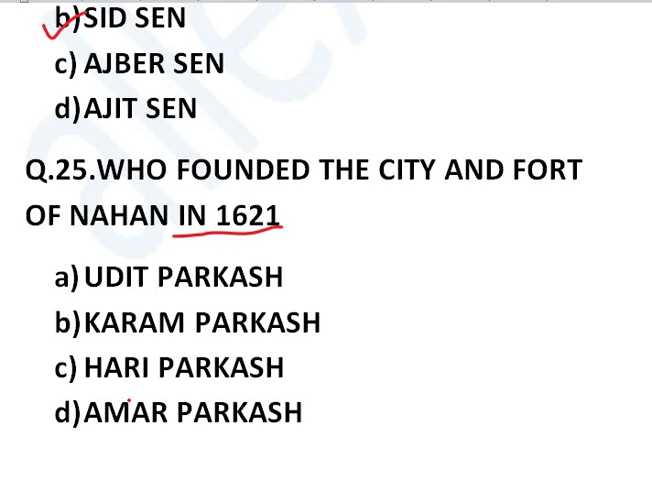 b)SID SEN
c) AJBER SEN
d)AJIT SEN
Q.25.WHO FOUNDED THE CITY AND FORT
OF NAHAN IN 1621
a)UDIT PARKASH
b)KARAM PARKASH
c) HARI PARKASH
d)AMAR PARKASH